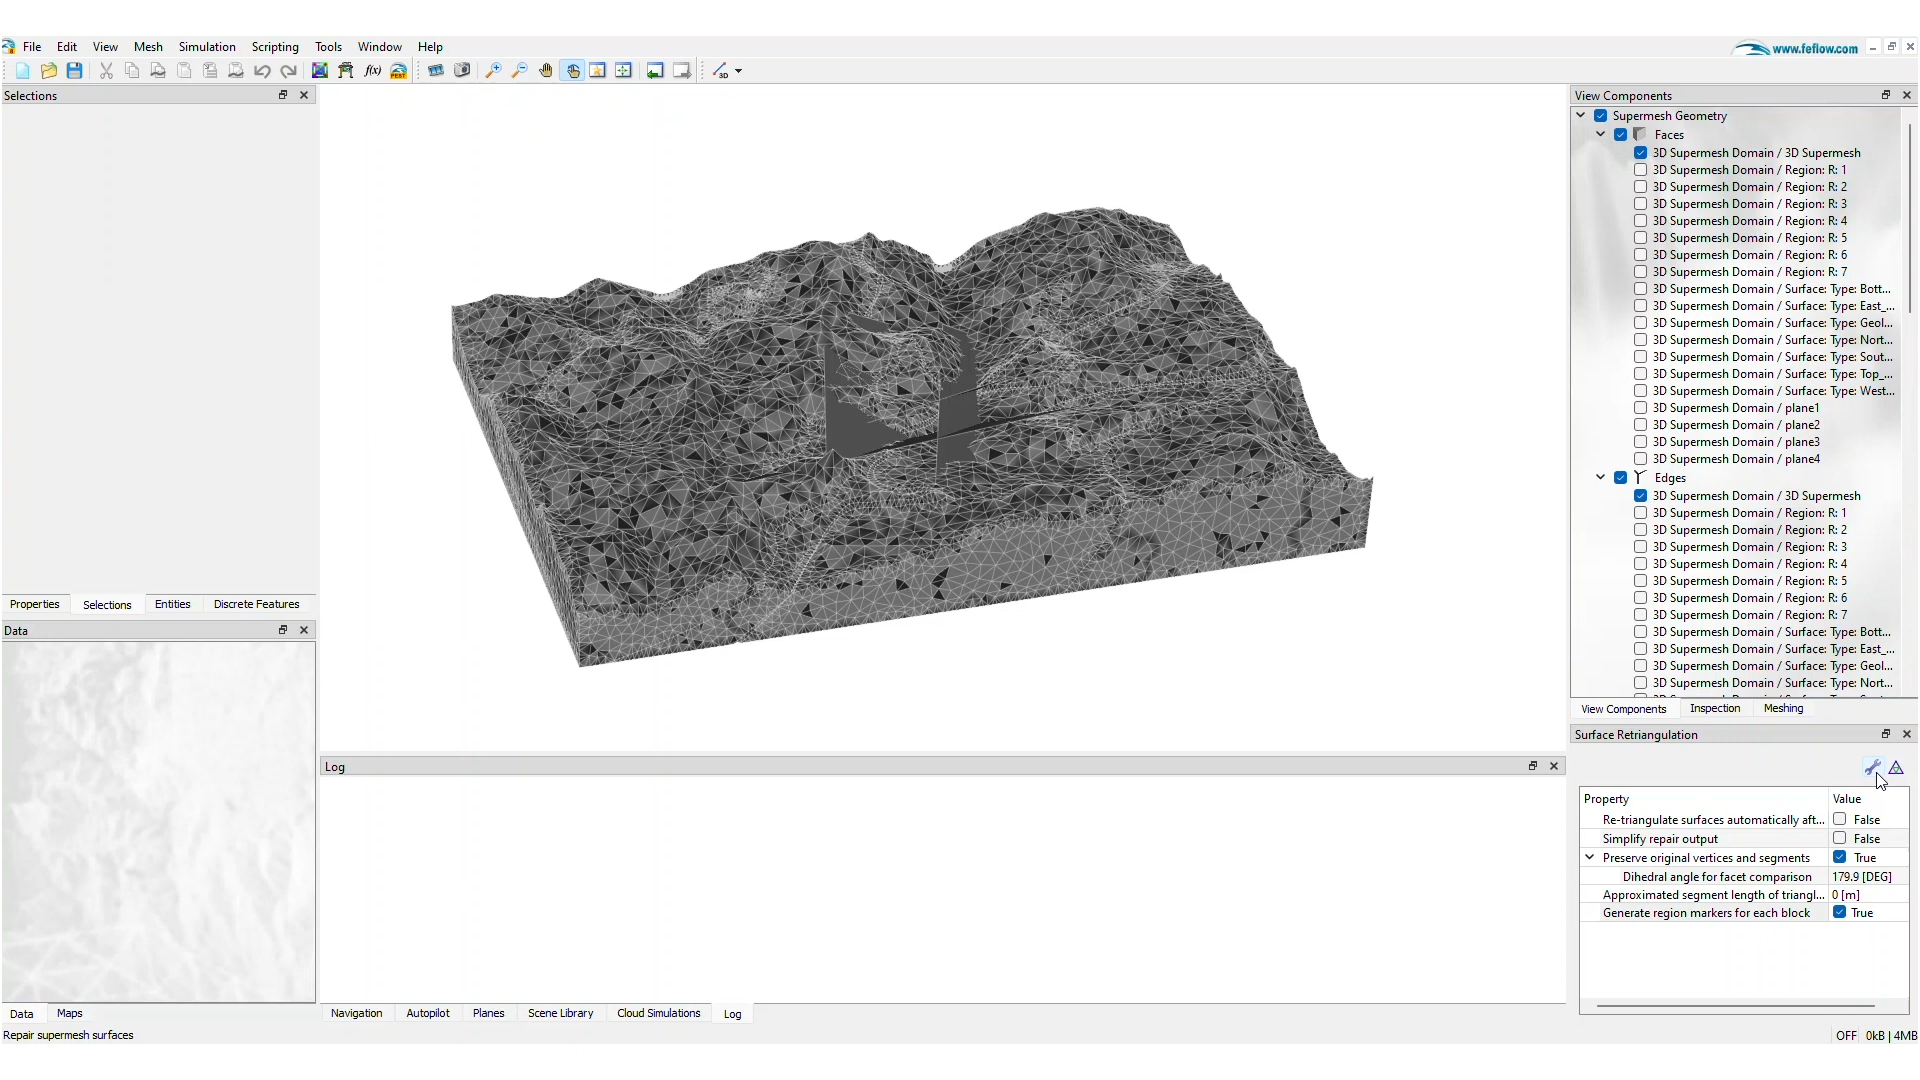 File Edit View Mesh Simulation Scripting Tools Window Help
www.feflow.com
f(x) PEST 3D
Selections
View Components
Supermesh Geometry
Faces
3D Supermesh Domain / 3D Supermesh
3D Supermesh Domain / Region: R: 1
3D Supermesh Domain / Region: R: 2
3D Supermesh Domain / Region: R: 3
3D Supermesh Domain / Region: R: 4
3D Supermesh Domain / Region: R: 5
3D Supermesh Domain / Region: R: 6
3D Supermesh Domain / Region: R: 7
3D Supermesh Domain / Surface: Type: Bott...
3D Supermesh Domain / Surface: Type: East_...
3D Supermesh Domain / Surface: Type: Geol...
3D Supermesh Domain / Surface: Type: Nort...
3D Supermesh Domain / Surface: Type: Sout...
3D Supermesh Domain / Surface: Type: Top_...
3D Supermesh Domain / Surface: Type: West...
3D Supermesh Domain / plane1
3D Supermesh Domain / plane2
3D Supermesh Domain / plane3
3D Supermesh Domain / plane4
Edges
3D Supermesh Domain / 3D Supermesh
3D Supermesh Domain / Region: R: 1
3D Supermesh Domain / Region: R: 2
3D Supermesh Domain / Region: R: 3
3D Supermesh Domain / Region: R: 4
3D Supermesh Domain / Region: R: 5
3D Supermesh Domain / Region: R: 6
3D Supermesh Domain / Region: R: 7
3D Supermesh Domain / Surface: Type: Bott...
3D Supermesh Domain / Surface: Type: East_...
3D Supermesh Domain / Surface: Type: Geol...
3D Supermesh Domain / Surface: Type: Nort...
View Components Inspection Meshing
Properties Selections Entities Discrete Features
Data
Data Maps
Log
Navigation Autopilot Planes Scene Library Cloud Simulations Log
Surface Retriangulation
Property Value
Re-triangulate surfaces automatically aft... False
Simplify repair output False
Preserve original vertices and segments True
Dihedral angle for facet comparison 179.9 [DEG]
Approximated segment length of triangl... 0 [m]
Generate region markers for each block True
Repair supermesh surfaces
OFF 0kB | 4MB